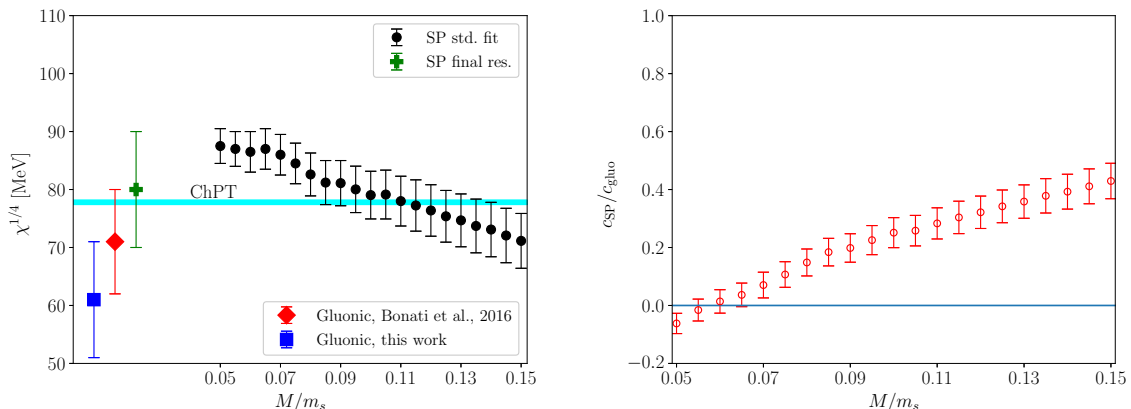 110
100
90
80
70
60
50
χ^{1/4} [MeV]
SP std. fit
SP final res.
ChPT
Gluonic, Bonati et al., 2016
Gluonic, this work
0.05 0.07 0.09 0.11 0.13 0.15
M/m_s
1.0
0.8
0.6
0.4
0.2
0.0
−0.2
c_SP/c_gluo
0.05 0.07 0.09 0.11 0.13 0.15
M/m_s